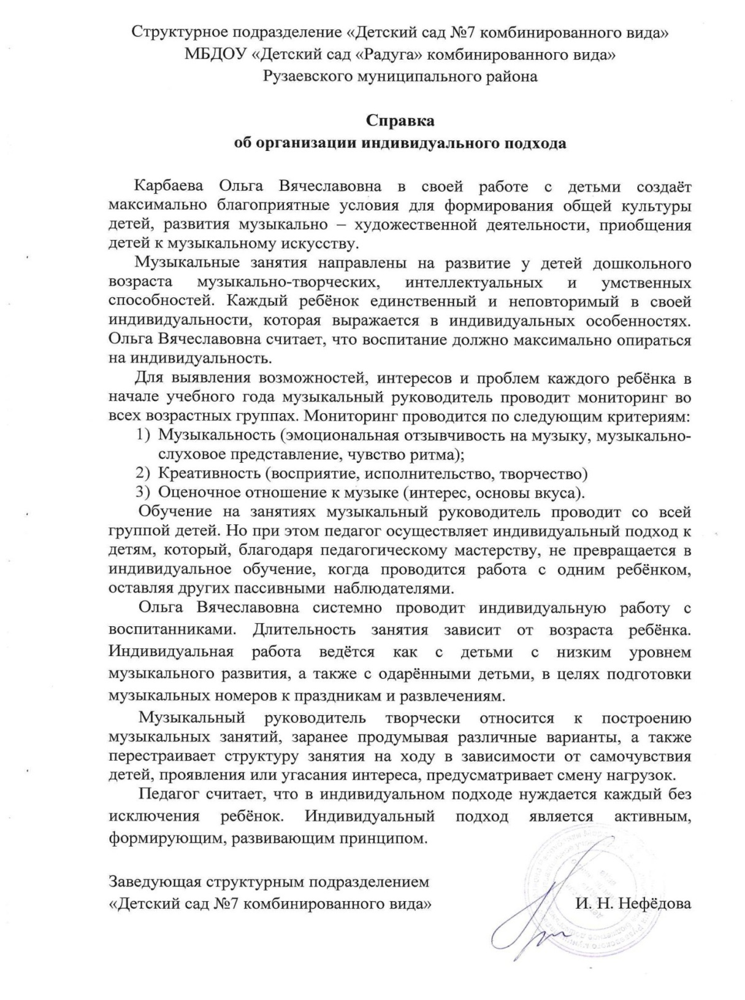 Структурное подразделение «Детский сад №7 комбинированного вида»
МБДОУ «Детский сад «Радуга» комбинированного вида»
Рузаевского муниципального района
Справка
об организации индивидуального подхода
Карбаева Ольга Вячеславовна в своей работе с детьми создаёт
максимально благоприятные условия для формирования общей культуры
детей, развития музыкально – художественной деятельности, приобщения
детей к музыкальному искусству.
Музыкальные занятия направлены на развитие у детей дошкольного
возраста музыкально-творческих, интеллектуальных и умственных
способностей. Каждый ребёнок единственный и неповторимый в своей
индивидуальности, которая выражается в индивидуальных особенностях.
Ольга Вячеславовна считает, что воспитание должно максимально опираться
на индивидуальность.
Для выявления возможностей, интересов и проблем каждого ребёнка в
начале учебного года музыкальный руководитель проводит мониторинг во
всех возрастных группах. Мониторинг проводится по следующим критериям:
1) Музыкальность (эмоциональная отзывчивость на музыку, музыкально-
слуховое представление, чувство ритма);
2) Креативность (восприятие, исполнительство, творчество)
3) Оценочное отношение к музыке (интерес, основы вкуса).
Обучение на занятиях музыкальный руководитель проводит со всей
группой детей. Но при этом педагог осуществляет индивидуальный подход к
детям, который, благодаря педагогическому мастерству, не превращается в
индивидуальное обучение, когда проводится работа с одним ребёнком,
оставляя других пассивными наблюдателями.
Ольга Вячеславовна системно проводит индивидуальную работу с
воспитанниками. Длительность занятия зависит от возраста ребёнка.
Индивидуальная работа ведётся как с детьми с низким уровнем
музыкального развития, а также с одарёнными детьми, в целях подготовки
музыкальных номеров к праздникам и развлечениям.
Музыкальный руководитель творчески относится к построению
музыкальных занятий, заранее продумывая различные варианты, а также
перестраивает структуру занятия на ходу в зависимости от самочувствия
детей, проявления или угасания интереса, предусматривает смену нагрузок.
Педагог считает, что в индивидуальном подходе нуждается каждый без
исключения ребёнок. Индивидуальный подход является активным,
формирующим, развивающим принципом.
Заведующая структурным подразделением
«Детский сад №7 комбинированного вида» И. Н. Нефёдова